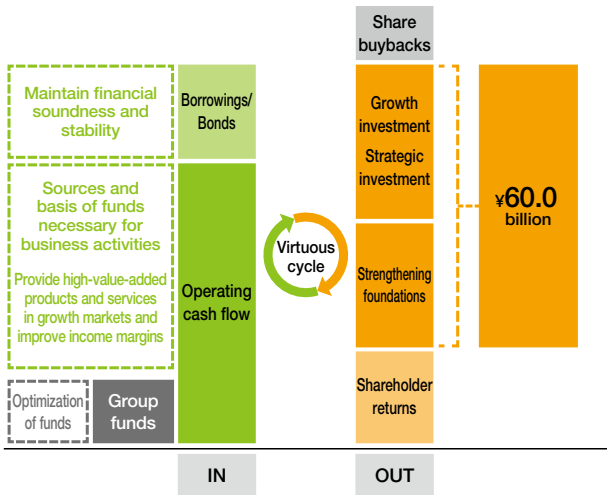 Share
buybacks
Maintain financial
soundness and
stability
Borrowings/
Bonds
Growth
investment
Strategic
investment
¥60.0
billion
Sources and
basis of funds
necessary for
business activities
Provide high-value-added
products and services
in growth markets and
improve income margins
Operating
cash flow
Virtuous
cycle
Strengthening
foundations
Optimization
of funds
Group
funds
Shareholder
returns
IN
OUT